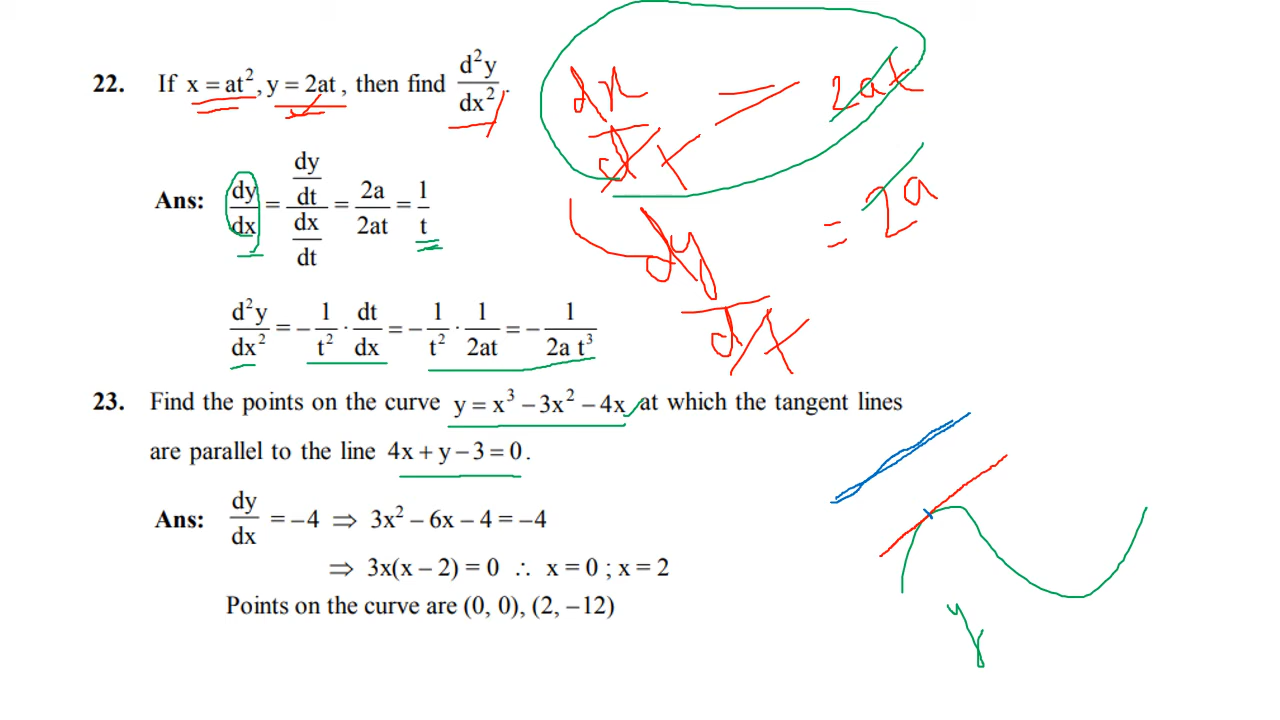 22. If x = at², y = 2at, then find d²y/dx².
dx/dt = 2at
Ans: dy/dx = (dy/dt)/(dx/dt) = 2a/2at = 1/t
dy/dt = 2a
d²y/dx² = −1/t² · dt/dx = −1/t² · 1/2at = −1/2a t³
23. Find the points on the curve y = x³ − 3x² − 4x at which the tangent lines
are parallel to the line 4x + y − 3 = 0.
Ans: dy/dx = −4 ⇒ 3x² − 6x − 4 = −4
⇒ 3x(x − 2) = 0 ∴ x = 0 ; x = 2
Points on the curve are (0, 0), (2, −12)